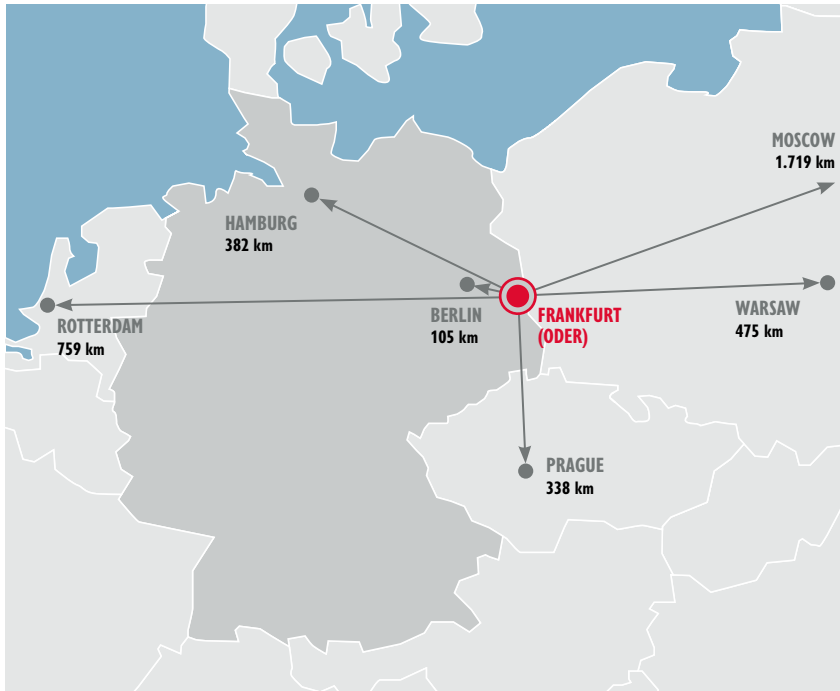 MOSCOW
1.719 km
HAMBURG
382 km
ROTTERDAM
759 km
BERLIN
105 km
FRANKFURT
(ODER)
WARSAW
475 km
PRAGUE
338 km